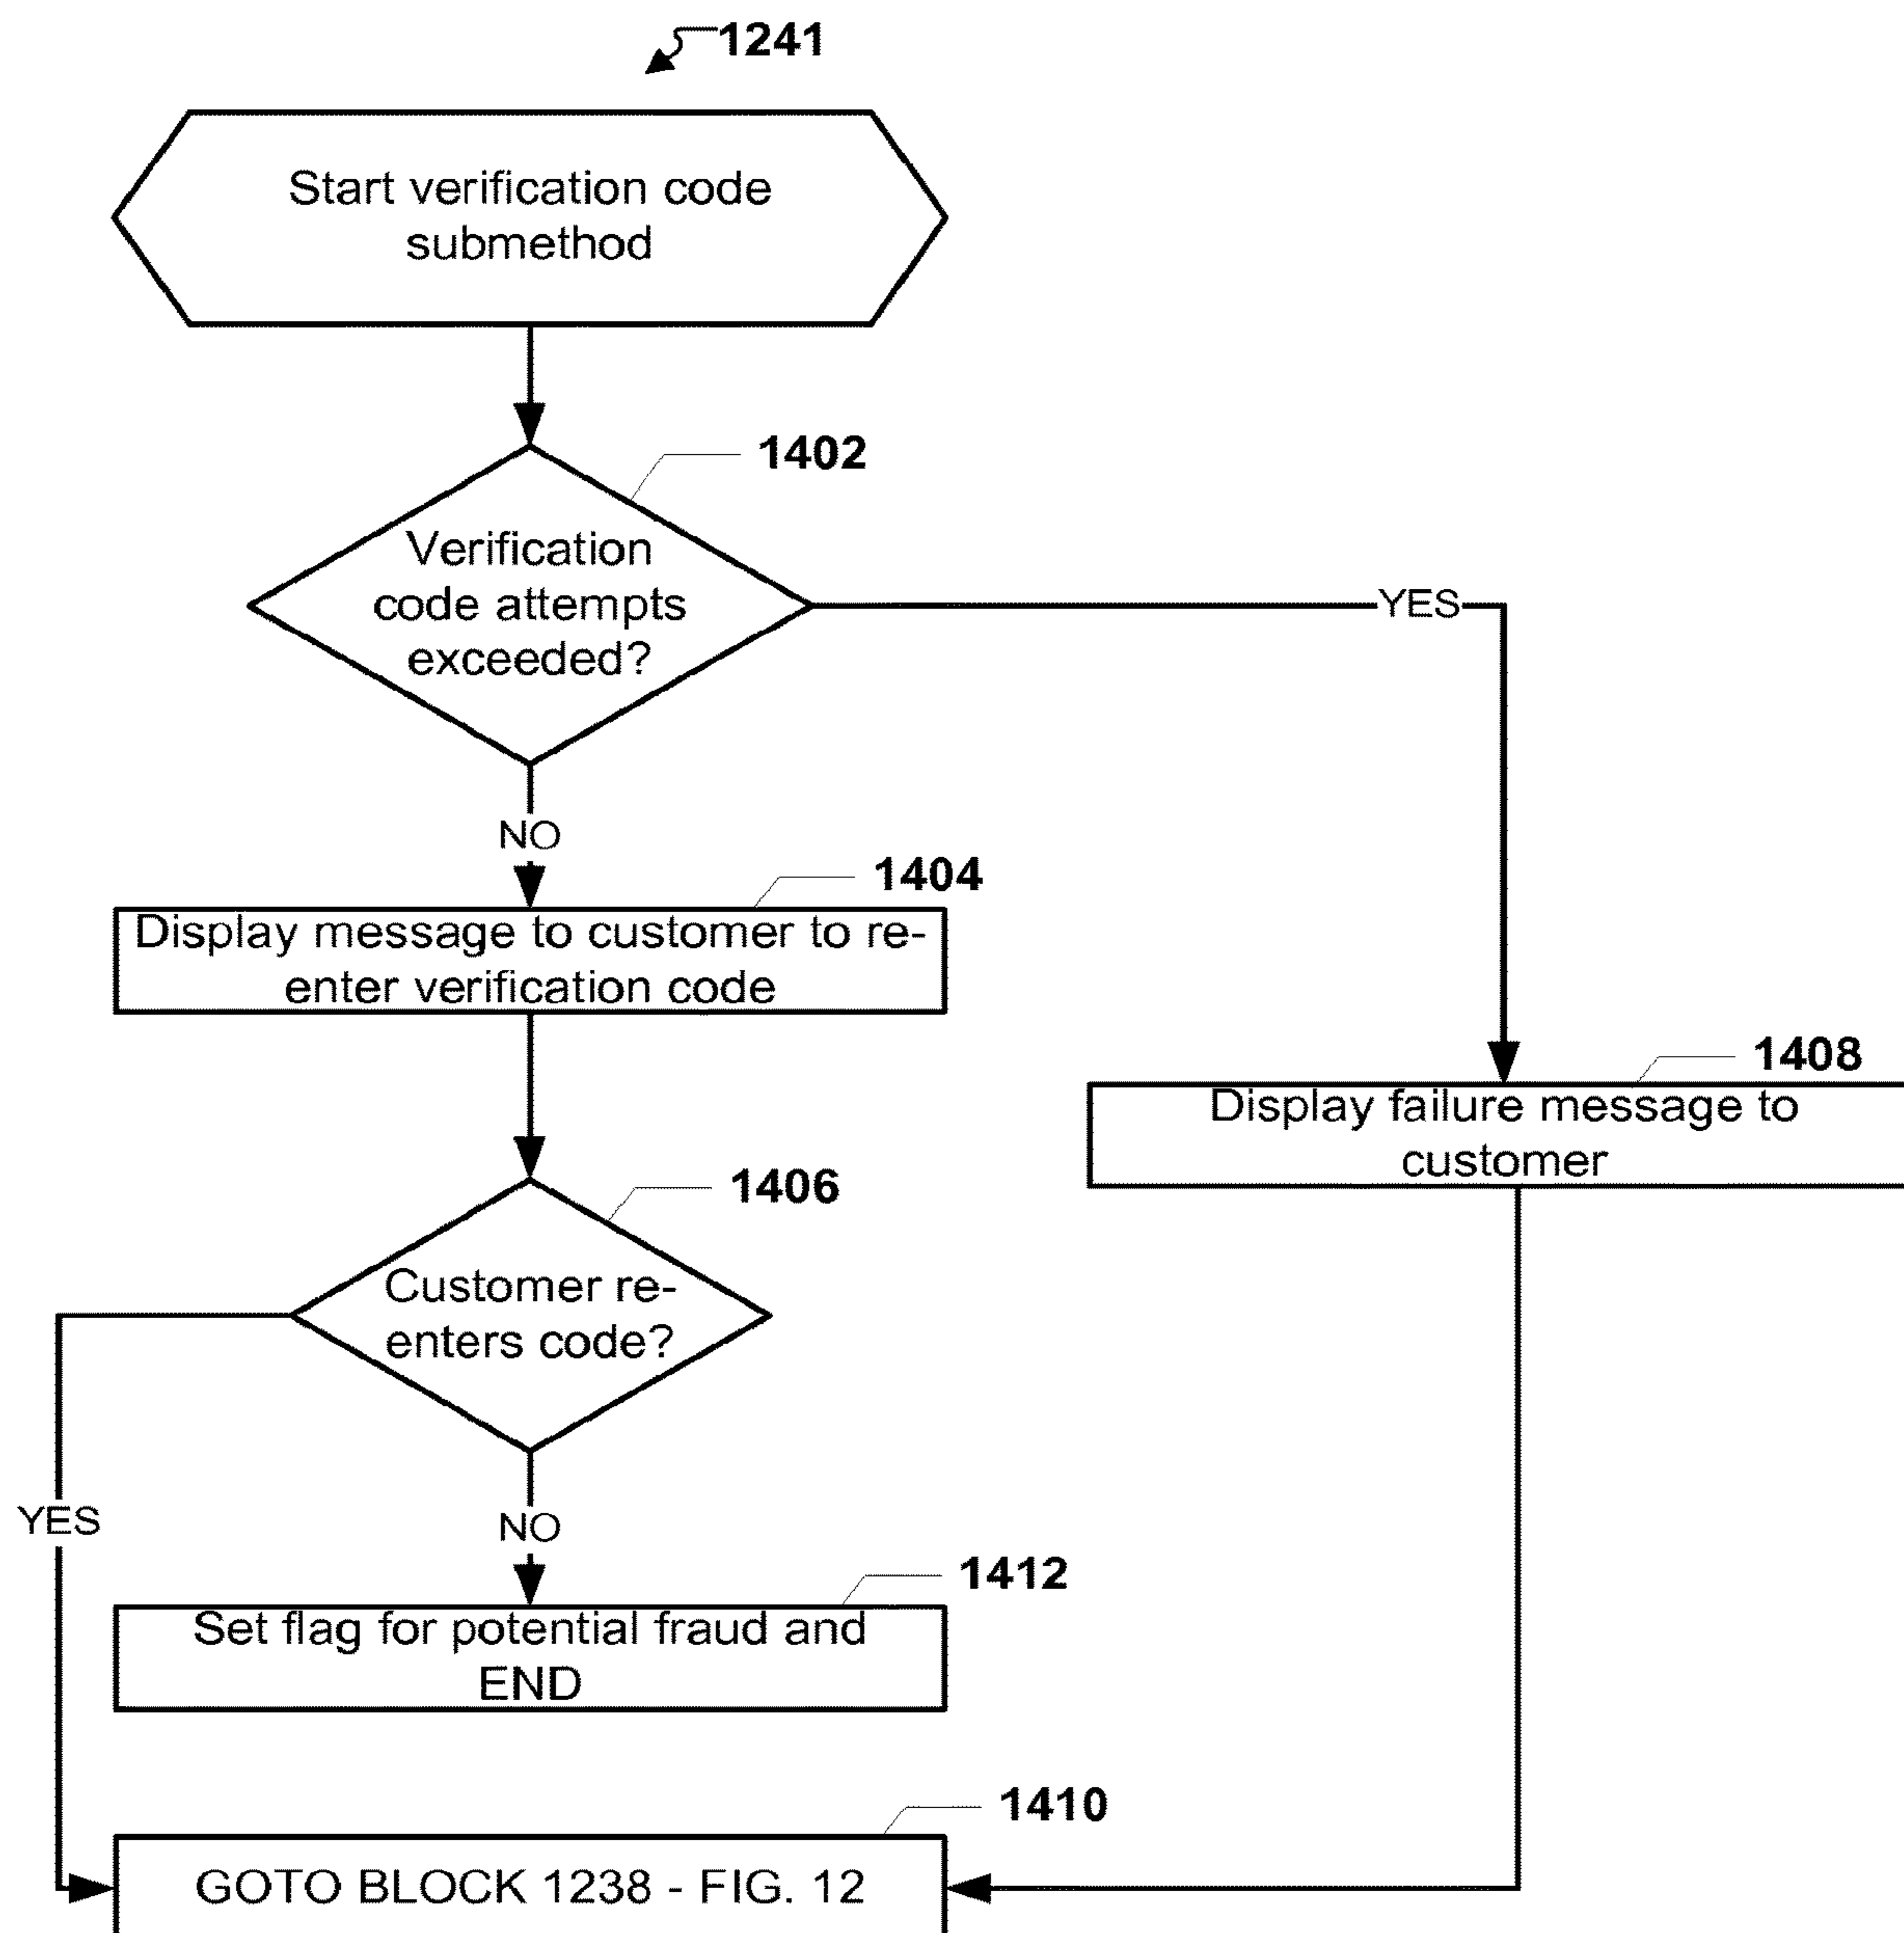 1241
Start verification code
submethod
1402
Verification
code attempts
exceeded?
YES
NO
1404
Display message to customer to re-
enter verification code
1408
Display failure message to
customer
1406
Customer re-
enters code?
YES
NO
1412
Set flag for potential fraud and
END
1410
GOTO BLOCK 1238 - FIG. 12